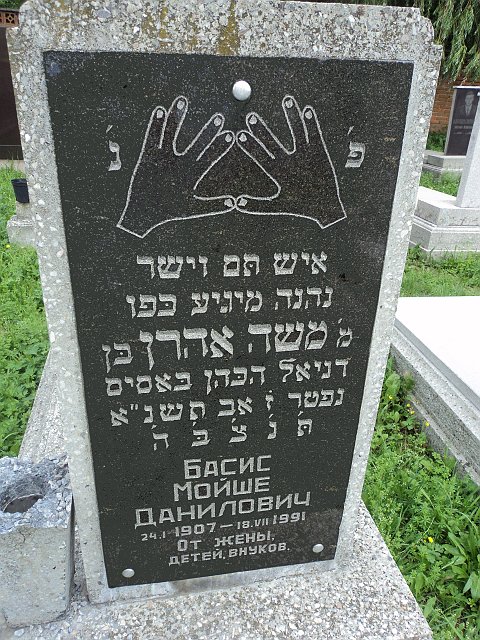 פ׳ נ׳
איש תם וישר
נהנה מיגיע כפו
מ׳ משה אהרן בן
דניאל הכהן באסיס
נפטר ז אב תשנ״א
ת׳ נ׳ צ׳ ב׳ ה׳
БАСИС
МОЙШЕ
ДАНИЛОВИЧ
24.I-1907-18.VII 1991
ОТ ЖЕНЫ,
ДЕТЕЙ, ВНУКОВ.